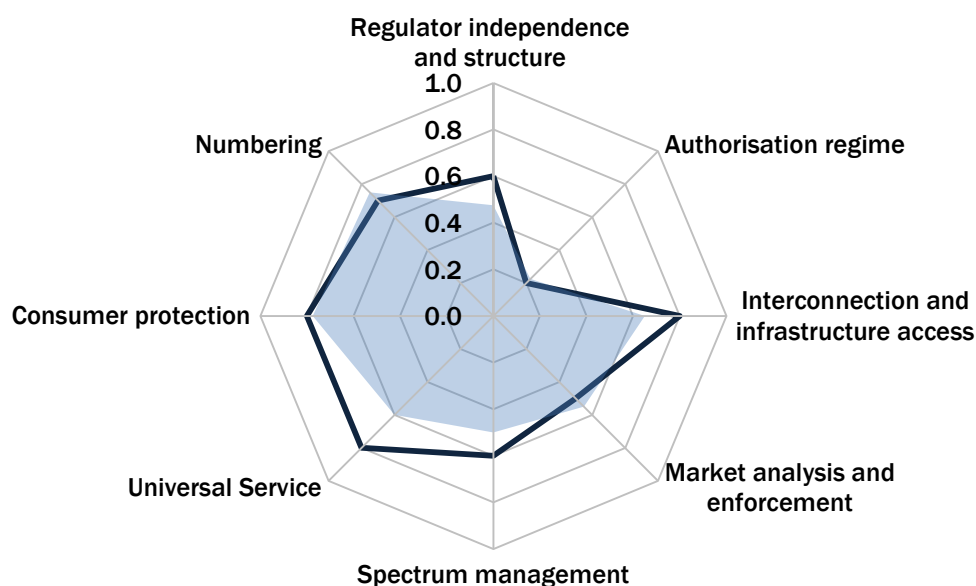 Regulator independence
and structure
1.0
0.8
0.6
0.4
0.2
0.0
Numbering
Authorisation regime
Consumer protection
Interconnection and
infrastructure access
Universal Service
Market analysis and
enforcement
Spectrum management